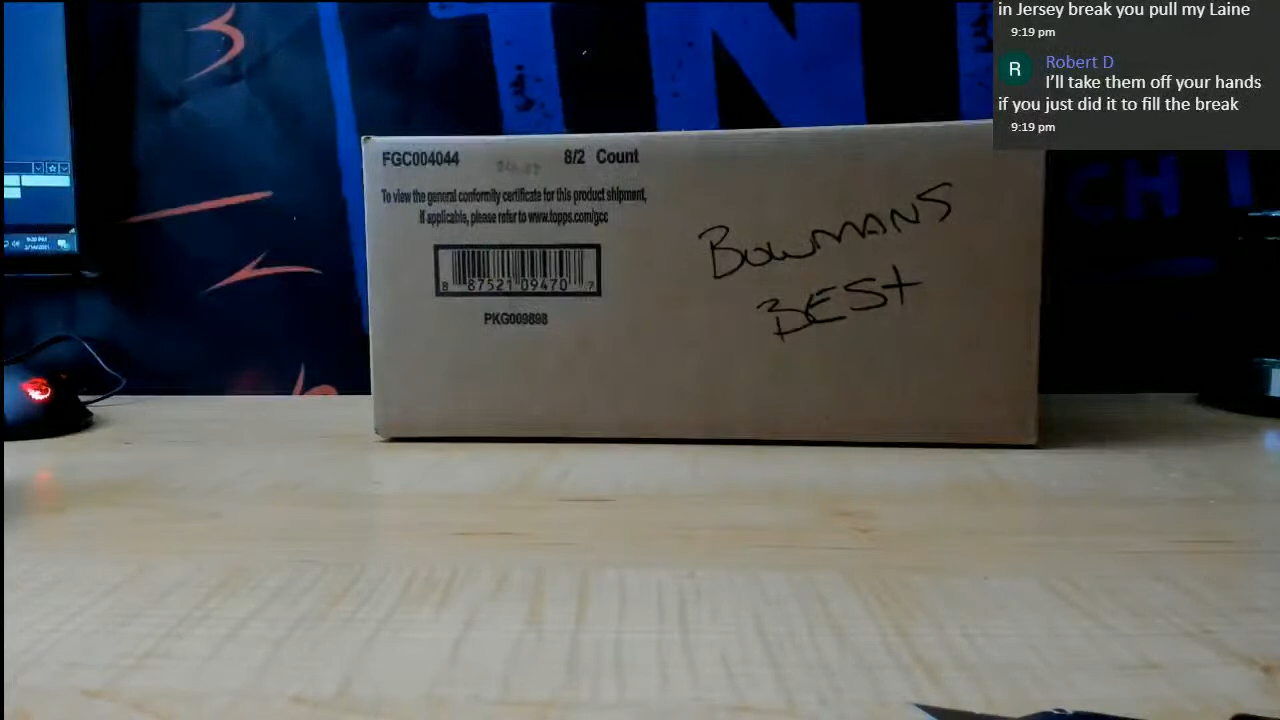 in Jersey break you pull my Laine
9:19 pm
R
Robert D
I'll take them off your hands
if you just did it to fill the break
9:19 pm
FGC004044
8/2 Count
To view the general conformity certificate for this product shipment,
if applicable, please refer to www.topps.com/gcc
8 87521 09470 7
PKG009898
BOWMANS
BEST
TN
CH